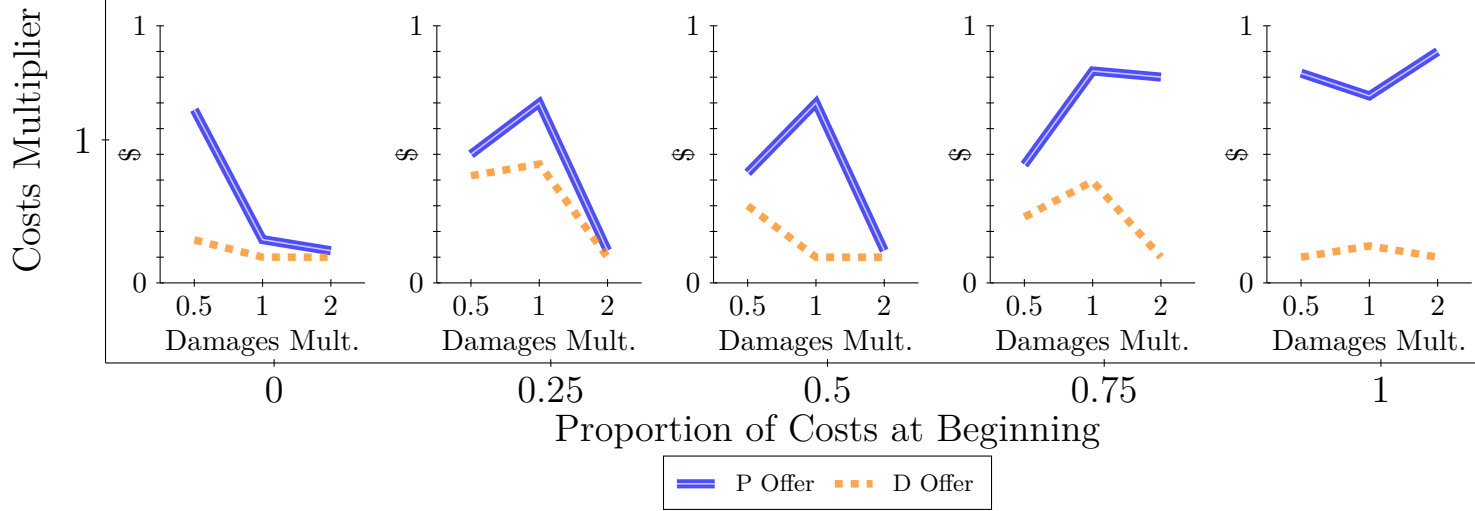 Costs Multiplier
1
1
$
0
0.5 1 2
Damages Mult.
1
$
0
0.5 1 2
Damages Mult.
1
$
0
0.5 1 2
Damages Mult.
1
$
0
0.5 1 2
Damages Mult.
1
$
0
0.5 1 2
Damages Mult.
0 0.25 0.5 0.75 1
Proportion of Costs at Beginning
P Offer D Offer